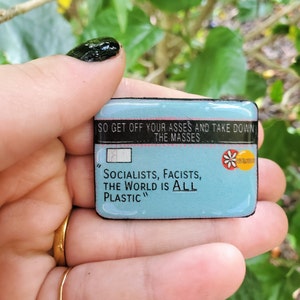 SO GET OFF YOUR ASSES AND TAKE DOWN
THE MASSES
"SOCIALISTS, FACISTS,
THE WORLD IS ALL
PLASTIC"